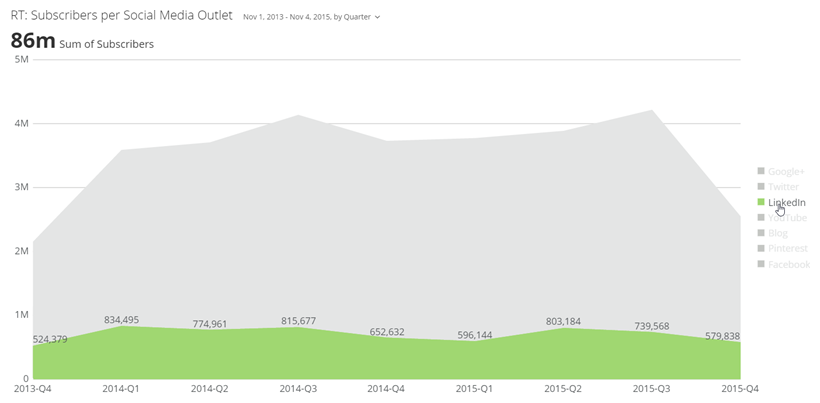 RT: Subscribers per Social Media Outlet Nov 1, 2013 - Nov 4, 2015, by Quarter
86m Sum of Subscribers
5M
4M
3M
2M
1M
0
524,379
834,495
774,961
815,677
652,632
596,144
803,184
739,568
579,838
2013-Q4
2014-Q1
2014-Q2
2014-Q3
2014-Q4
2015-Q1
2015-Q2
2015-Q3
2015-Q4
Google+
Twitter
LinkedIn
YouTube
Blog
Pinterest
Facebook